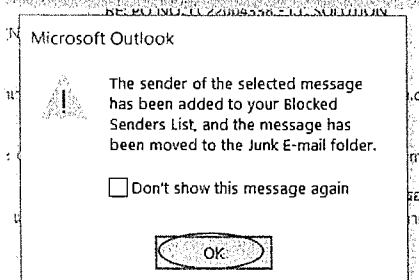 Microsoft Outlook
The sender of the selected message
has been added to your Blocked
Senders List, and the message has
been moved to the Junk E-mail folder.
Don't show this message again
OK